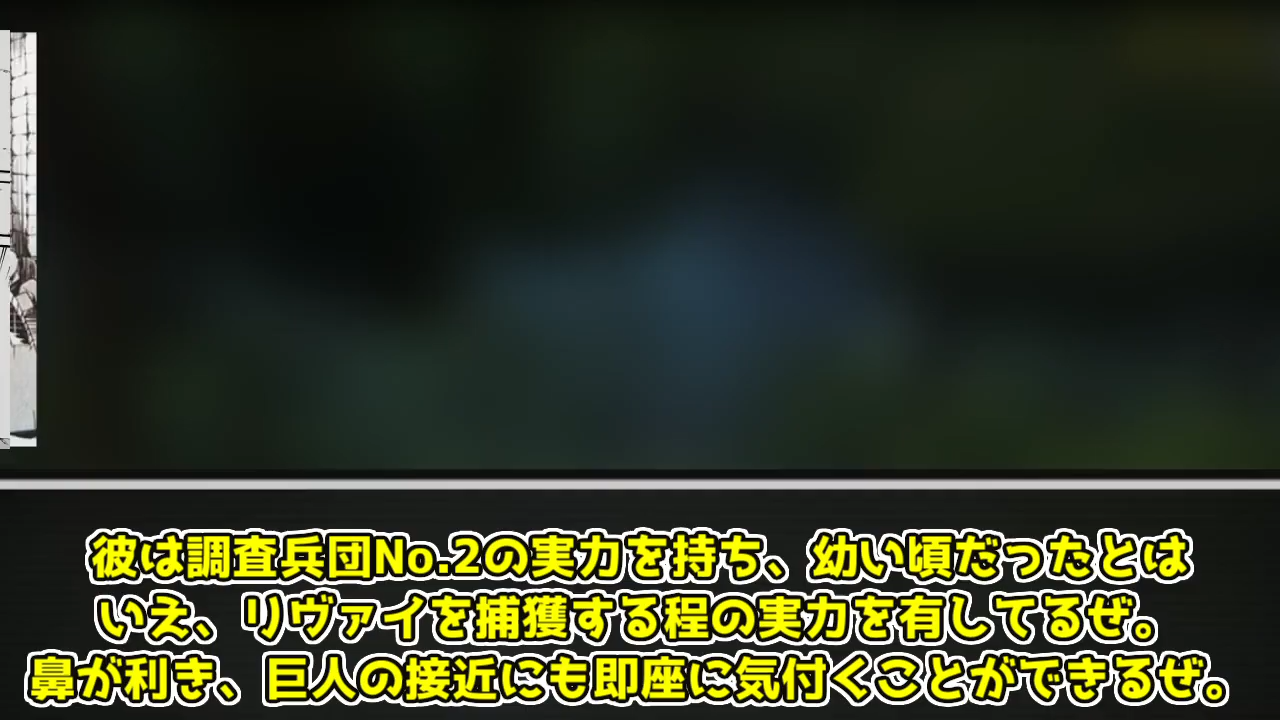 彼は調査兵団No.2の実力を持ち、幼い頃だったとは
いえ、リヴァイを捕獲する程の実力を有してるぜ。
鼻が利き、巨人の接近にも即座に気付くことができるぜ。